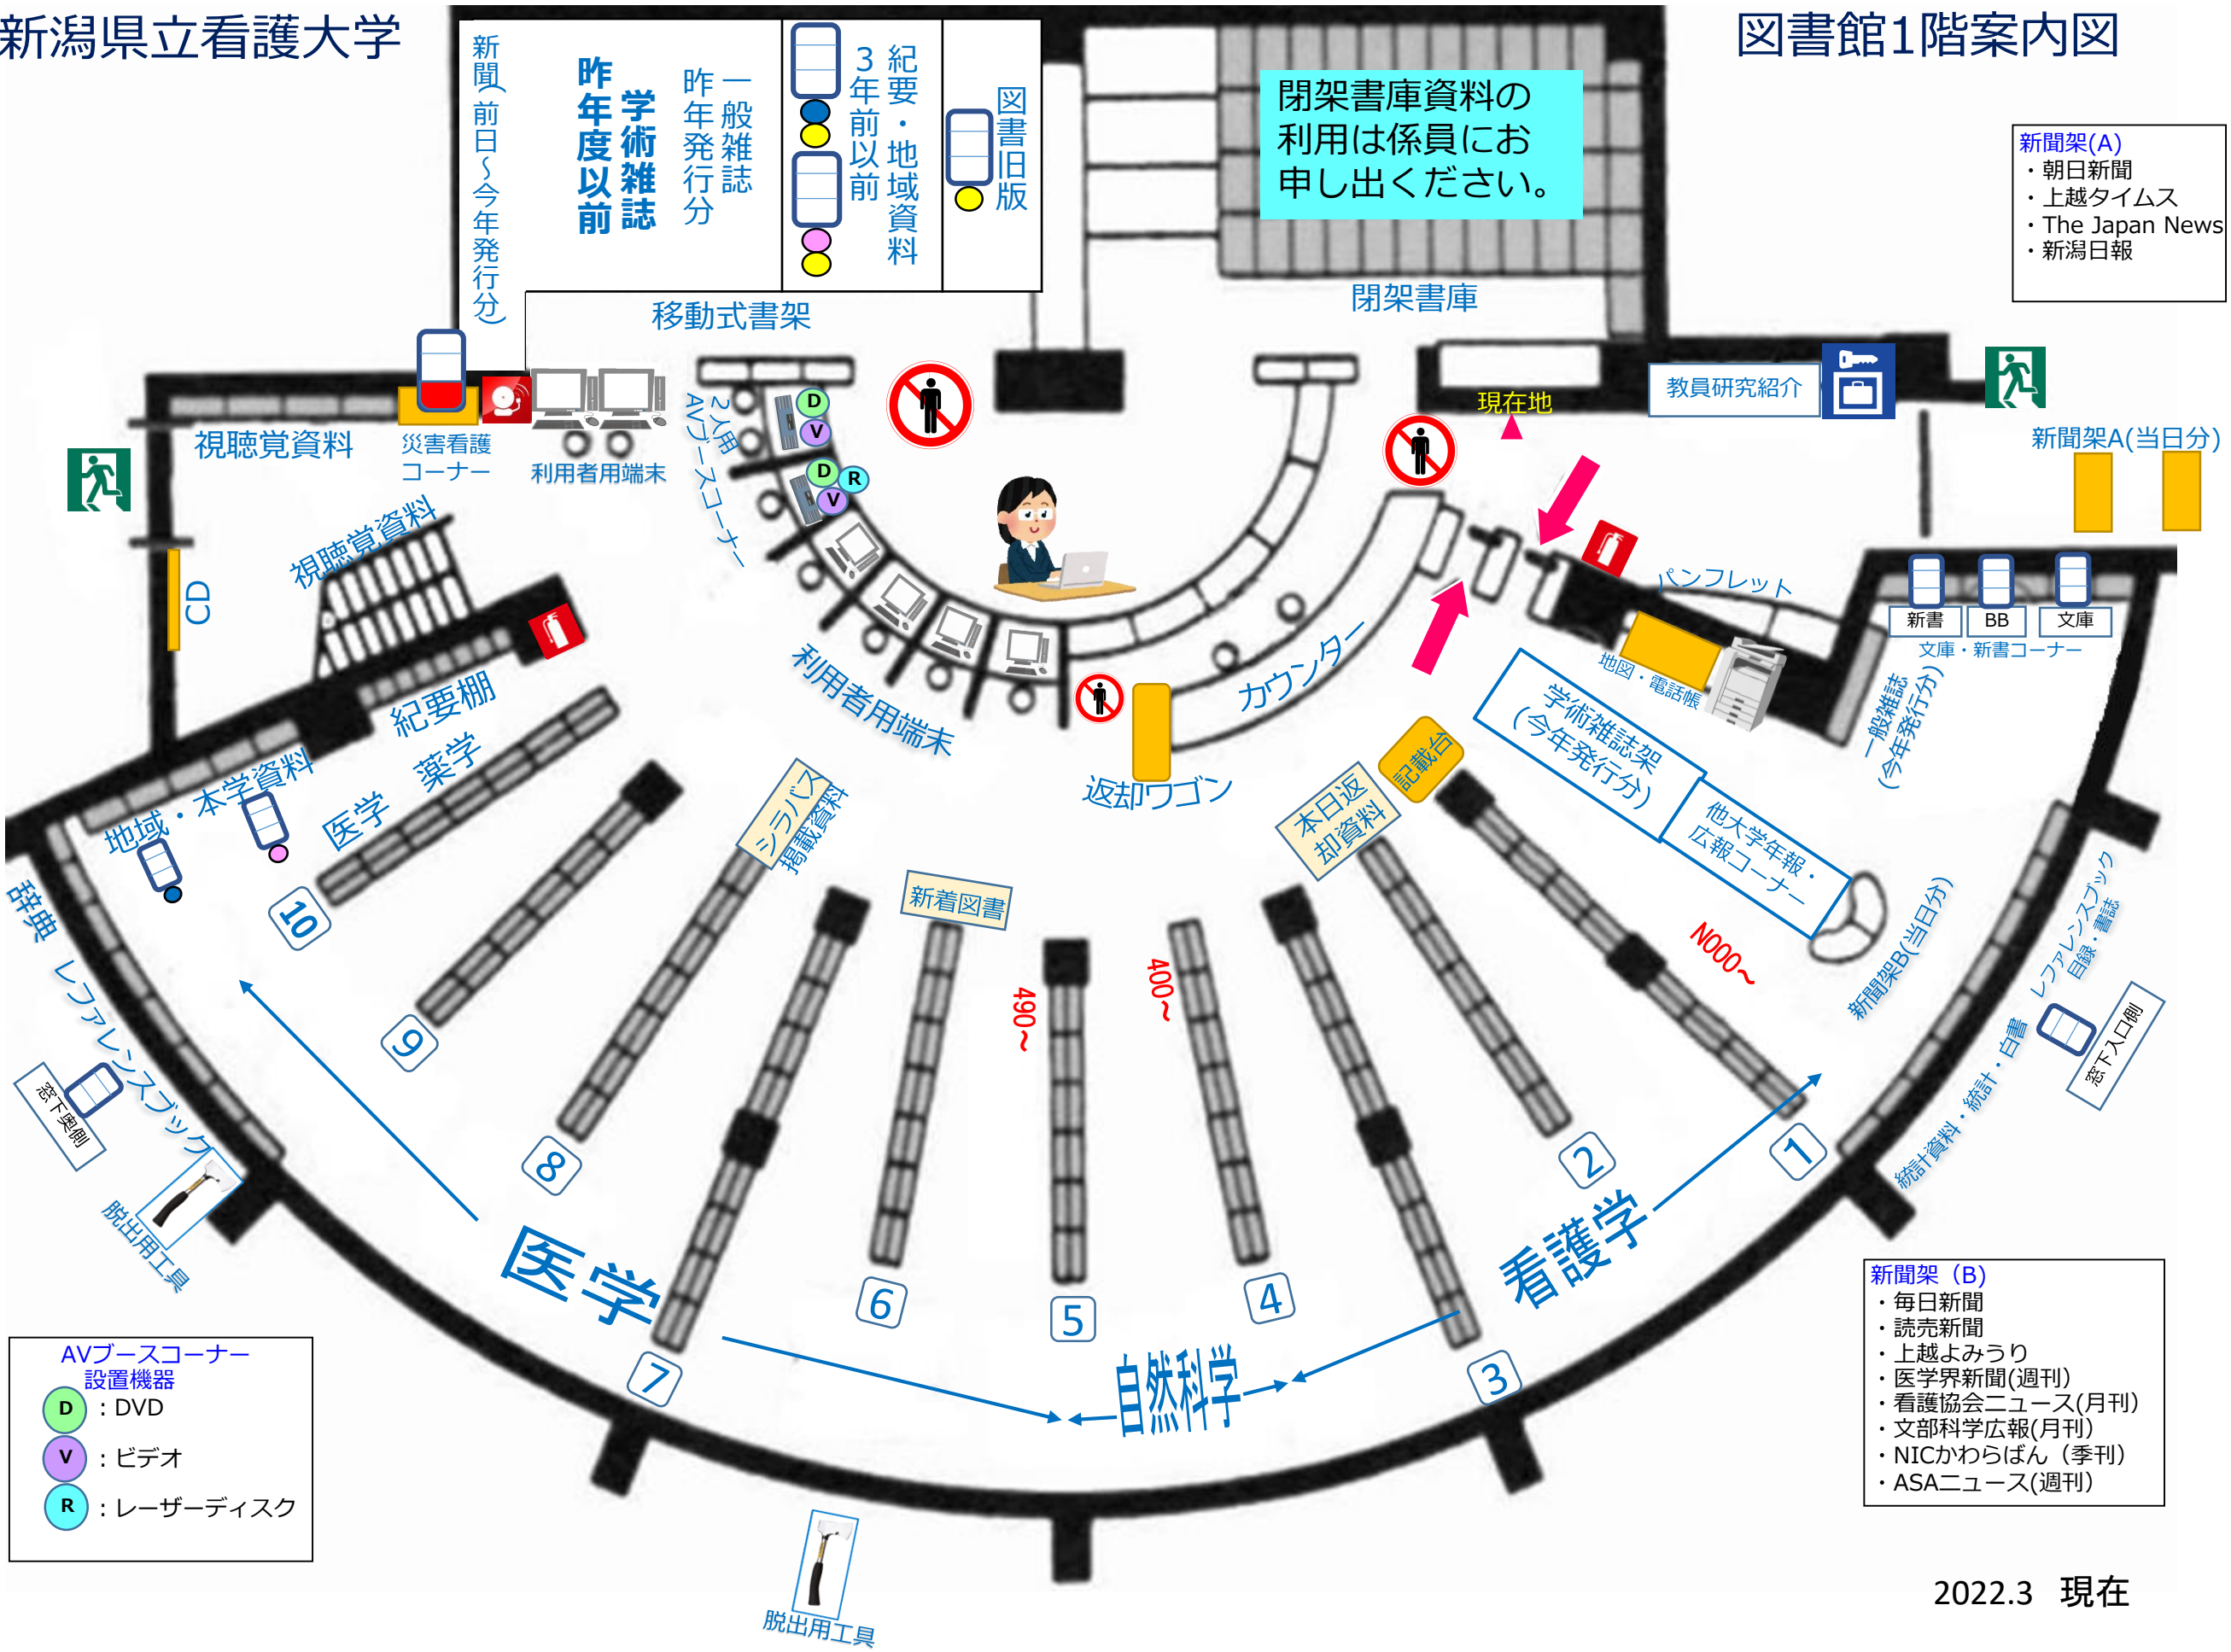 新潟県立看護大学
図書館1階案内図
新聞(前日～今年発行分)
学術雑誌
昨年度以前
一般雑誌
昨年発行分
紀要・地域資料
3年前以前
図書旧版
移動式書架
閉架書庫資料の
利用は係員にお
申し出ください。
閉架書庫
新聞架(A)
・朝日新聞
・上越タイムス
・The Japan News
・新潟日報
教員研究紹介
現在地
新聞架A(当日分)
視聴覚資料
災害看護
コーナー
利用者用端末
2人用
AVブースコーナー
D
V
D
R
V
視聴覚資料
CD
紀要棚
利用者用端末
カウンター
返却ワゴン
パンフレット
地図・電話帳
新書
BB
文庫
文庫・新書コーナー
一般雑誌
(今年発行分)
学術雑誌架
(今年発行分)
他大学年報・
広報コーナー
記載台
本日返
却資料
新着図書
シラバス
掲載資料
医学 薬学
地域・本学資料
辞典 レファレンスブック
窓下奥側
脱出用工具
新聞架B(当日分)
レファレンスブック
目録・書誌
統計資料・統計・白書
窓下入口側
N000～
400～
490～
10
9
8
7
6
5
4
3
2
1
医学
自然科学
看護学
AVブースコーナー
設置機器
D：DVD
V：ビデオ
R：レーザーディスク
脱出用工具
新聞架（B)
・毎日新聞
・読売新聞
・上越よみうり
・医学界新聞(週刊）
・看護協会ニュース(月刊）
・文部科学広報(月刊）
・NICかわらばん（季刊）
・ASAニュース(週刊）
2022.3 現在